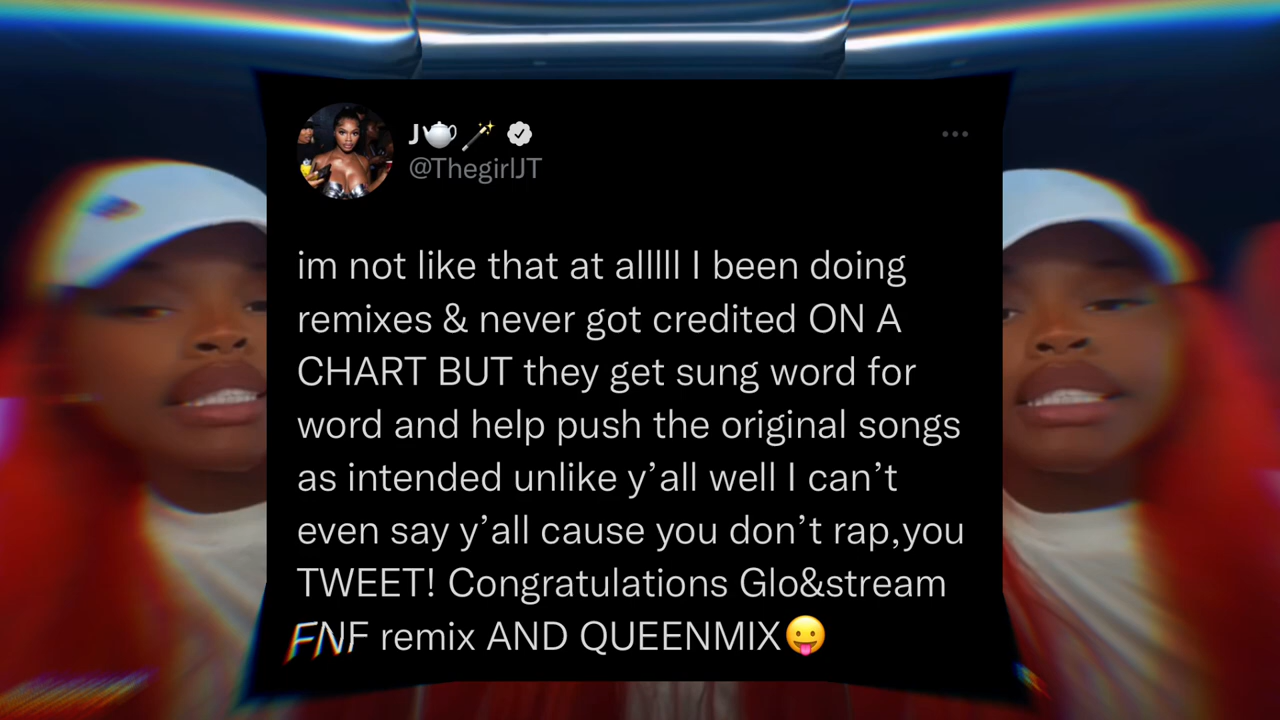 J🫖🪄
@ThegirlJT
im not like that at alllll I been doing
remixes & never got credited ON A
CHART BUT they get sung word for
word and help push the original songs
as intended unlike y’all well I can’t
even say y’all cause you don’t rap,you
TWEET! Congratulations Glo&stream
FNF remix AND QUEENMIX😛